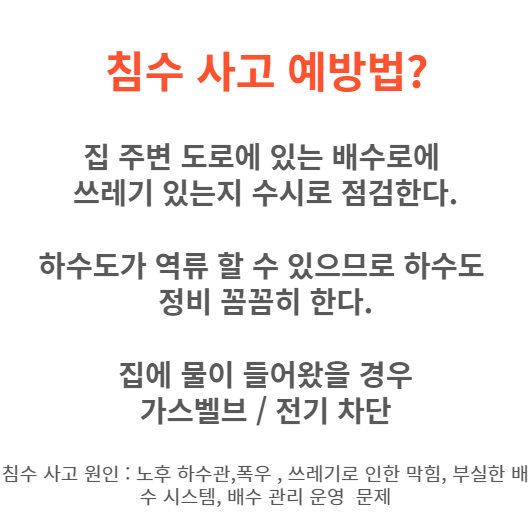 침수 사고 예방법?
집 주변 도로에 있는 배수로에
쓰레기 있는지 수시로 점검한다.
하수도가 역류 할 수 있으므로 하수도
정비 꼼꼼히 한다.
집에 물이 들어왔을 경우
가스벨브 / 전기 차단
침수 사고 원인 : 노후 하수관,폭우 , 쓰레기로 인한 막힘, 부실한 배
수 시스템, 배수 관리 운영 문제